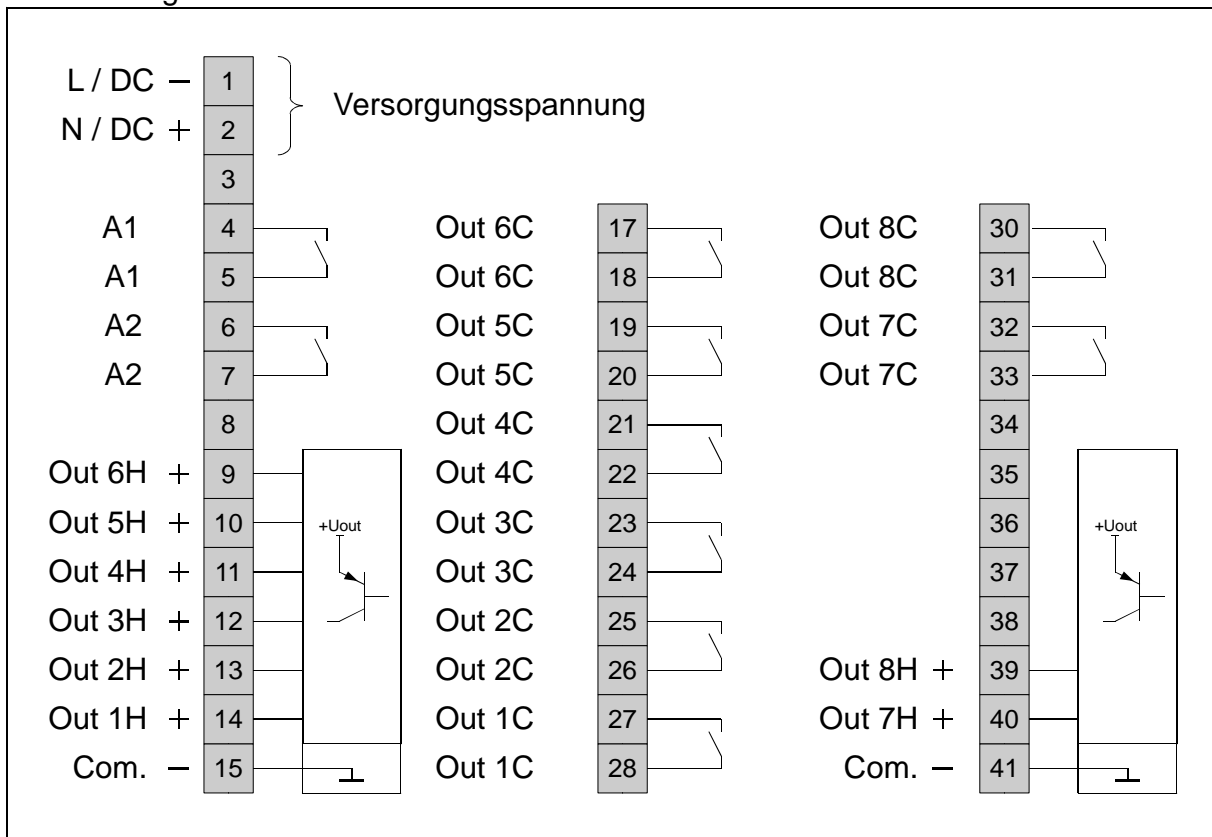 L / DC − 1
N / DC + 2
Versorgungsspannung
3
A1 4
A1 5
A2 6
A2 7
8
Out 6H + 9
Out 5H + 10
Out 4H + 11
Out 3H + 12
Out 2H + 13
Out 1H + 14
Com. − 15
+Uout
Out 6C 17
Out 6C 18
Out 5C 19
Out 5C 20
Out 4C 21
Out 4C 22
Out 3C 23
Out 3C 24
Out 2C 25
Out 2C 26
Out 1C 27
Out 1C 28
Out 8C 30
Out 8C 31
Out 7C 32
Out 7C 33
34
35
36
37
38
Out 8H + 39
Out 7H + 40
Com. − 41
+Uout